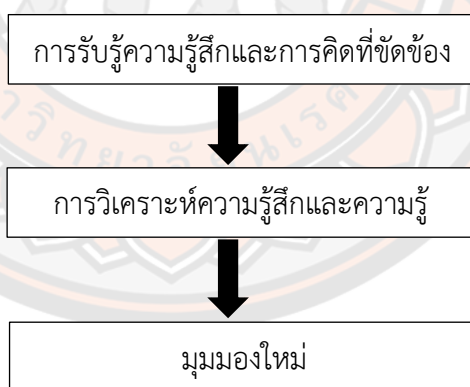 การรับรู้ความรู้สึกและการคิดที่ขัดข้อง
การวิเคราะห์ความรู้สึกและความรู้
มุมมองใหม่